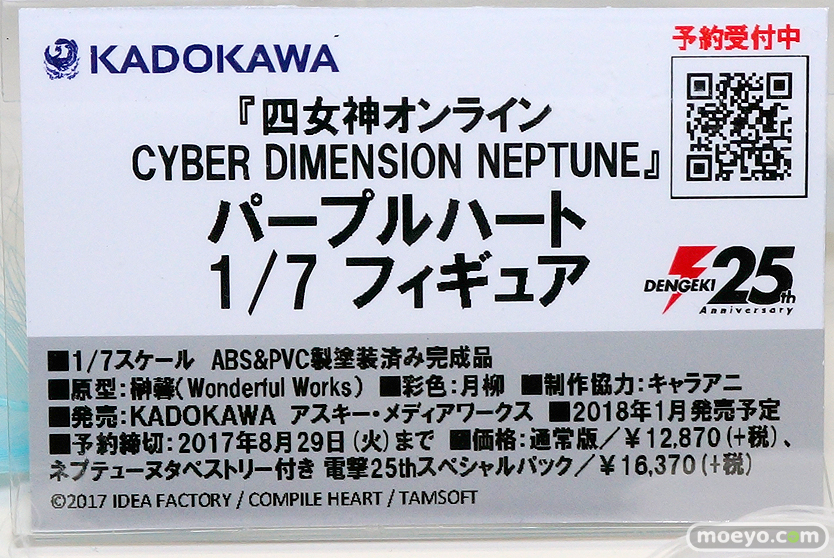 KADOKAWA
予約受付中
『四女神オンライン
CYBER DIMENSION NEPTUNE』
パープルハート
1/7 フィギュア
DENGEKI 25th
Anniversary
■1/7スケール ABS&PVC製塗装済み完成品
■原型:榊馨(Wonderful Works) ■彩色:月柳 ■制作協力:キャラアニ
■発売:KADOKAWA アスキー・メディアワークス ■2018年1月発売予定
■予約締切:2017年8月29日(火)まで ■価格:通常版/¥12,870(+税)、
ネプテューヌタペストリー付き 電撃25thスペシャルパック/¥16,370(+税)
©2017 IDEA FACTORY / COMPILE HEART / TAMSOFT
moeyo.com